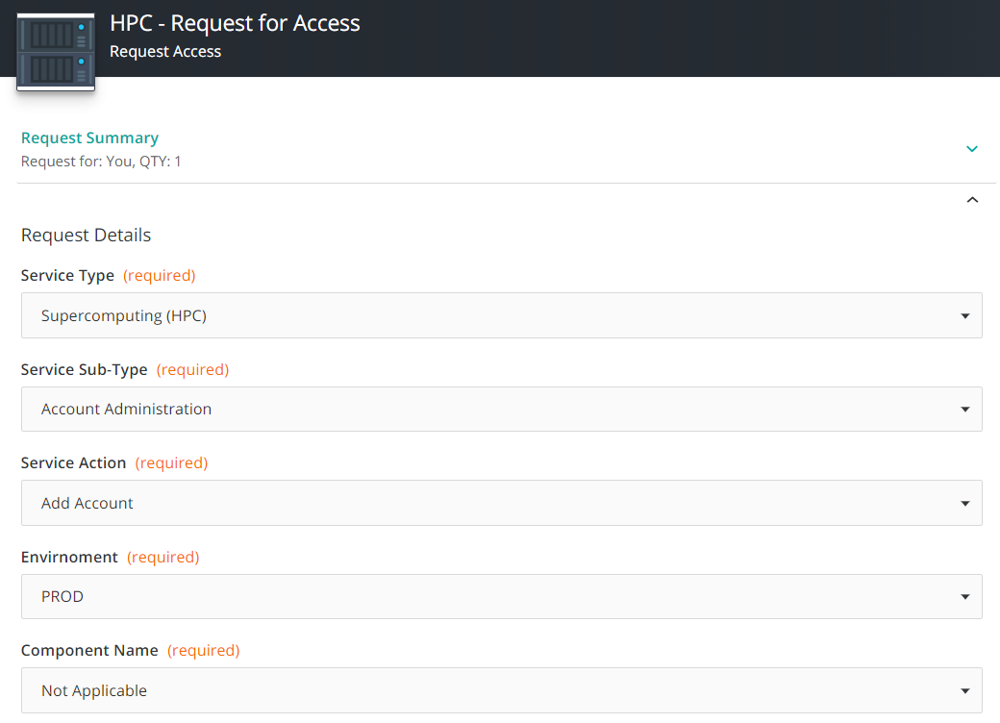 HPC - Request for Access
Request Access
Request Summary
Request for: You, QTY: 1
Request Details
Service Type (required)
Supercomputing (HPC)
Service Sub-Type (required)
Account Administration
Service Action (required)
Add Account
Envirnoment (required)
PROD
Component Name (required)
Not Applicable